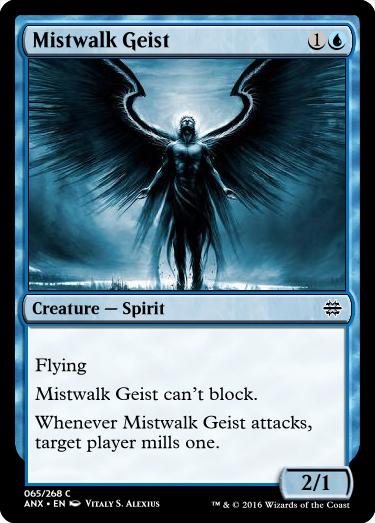 Mistwalk Geist 1
Creature — Spirit
Flying
Mistwalk Geist can't block.
Whenever Mistwalk Geist attacks,
target player mills one.
2/1
065/268 C
ANX • EN VITALY S. ALEXIUS
™ & © 2016 Wizards of the Coast